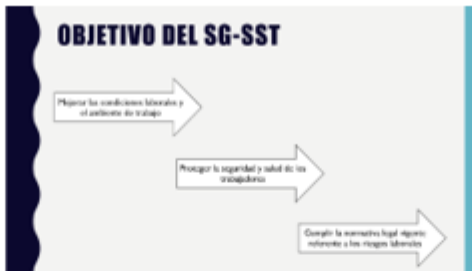 OBJETIVO DEL SG-SST
Mejorar las condiciones laborales y
el ambiente de trabajo
Proteger la seguridad y salud de los
trabajadores
Cumplir la normativa legal vigente
referente a los riesgos laborales